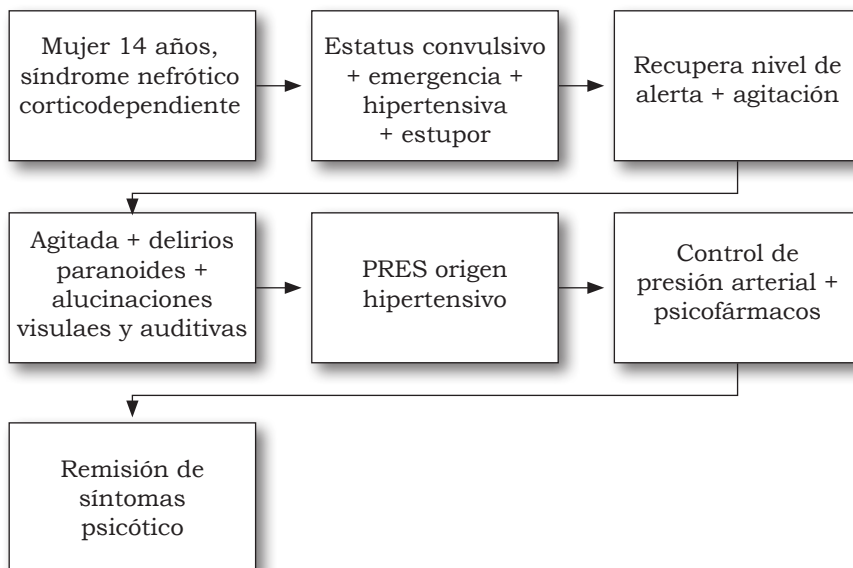 Mujer 14 años,
síndrome nefrótico
corticodependiente
Estatus convulsivo
+ emergencia +
hipertensiva
+ estupor
Recupera nivel de
alerta + agitación
Agitada + delirios
paranoides +
alucinaciones
visulaes y auditivas
PRES origen
hipertensivo
Control de
presión arterial +
psicofármacos
Remisión de
síntomas
psicótico